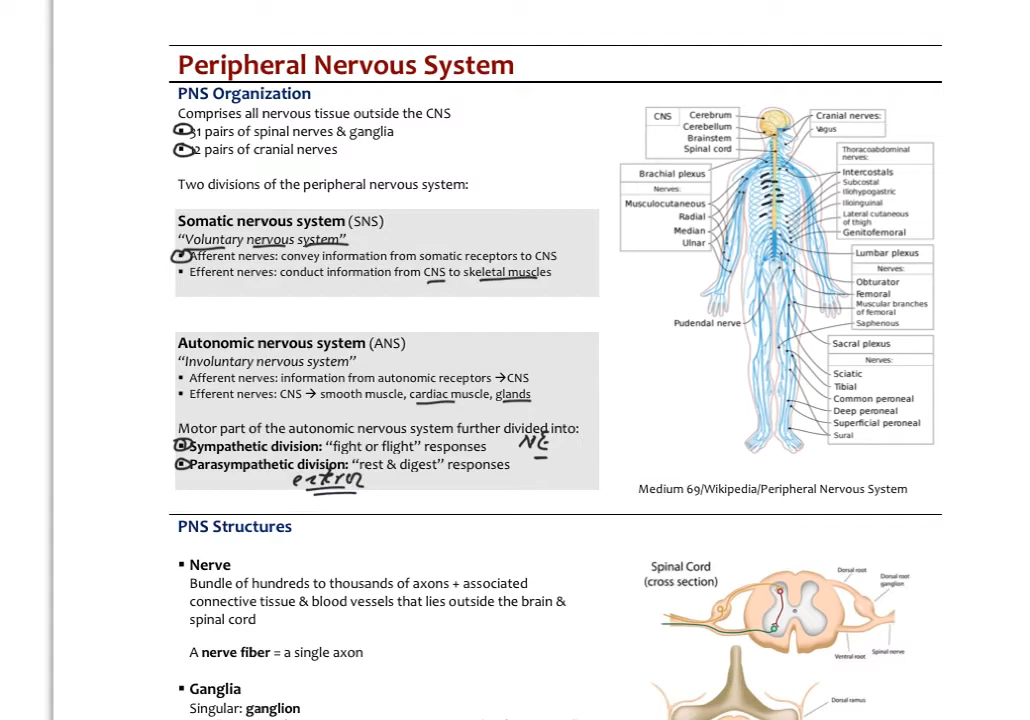 Peripheral Nervous System
PNS Organization
Comprises all nervous tissue outside the CNS
31 pairs of spinal nerves & ganglia
pairs of cranial nerves
Two divisions of the peripheral nervous system:
Somatic nervous system (SNS)
“Voluntary nervous system”
Afferent nerves: convey information from somatic receptors to CNS
▪ Efferent nerves: conduct information from CNS to skeletal muscles
Autonomic nervous system (ANS)
“Involuntary nervous system”
▪ Afferent nerves: information from autonomic receptors →CNS
▪ Efferent nerves: CNS → smooth muscle, cardiac muscle, glands
Motor part of the autonomic nervous system further divided into:
▪ Sympathetic division: “fight or flight” responses
NE
▪ Parasympathetic division: “rest & digest” responses
CNS
Cerebrum
Cerebellum
Brainstem
Spinal cord
Cranial nerves:
Vagus
Thoracoabdominal
nerves:
Intercostals
Subcostal
Iliohypogastric
Ilioinguinal
Lateral cutaneous
of thigh
Genitofemoral
Brachial plexus
Nerves:
Musculocutaneous
Radial
Median
Ulnar
Lumbar plexus
Nerves:
Obturator
Femoral
Muscular branches
of femoral
Saphenous
Pudendal nerve
Sacral plexus
Nerves:
Sciatic
Tibial
Common peroneal
Deep peroneal
Superficial peroneal
Sural
Medium 69/Wikipedia/Peripheral Nervous System
PNS Structures
▪ Nerve
Bundle of hundreds to thousands of axons + associated
connective tissue & blood vessels that lies outside the brain &
spinal cord
A nerve fiber = a single axon
▪ Ganglia
Singular: ganglion
Spinal Cord
(cross section)
Dorsal root
Dorsal root
ganglion
Ventral root
Spinal nerve
Dorsal ramus